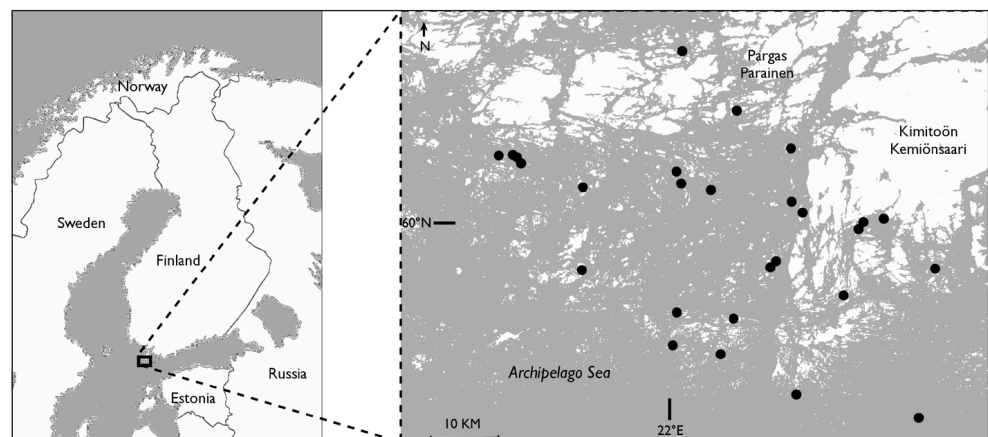 Norway
Sweden
Finland
Russia
Estonia
N
Pargas
Parainen
Kimitoön
Kemiönsaari
60°N
Archipelago Sea
10 KM
22°E